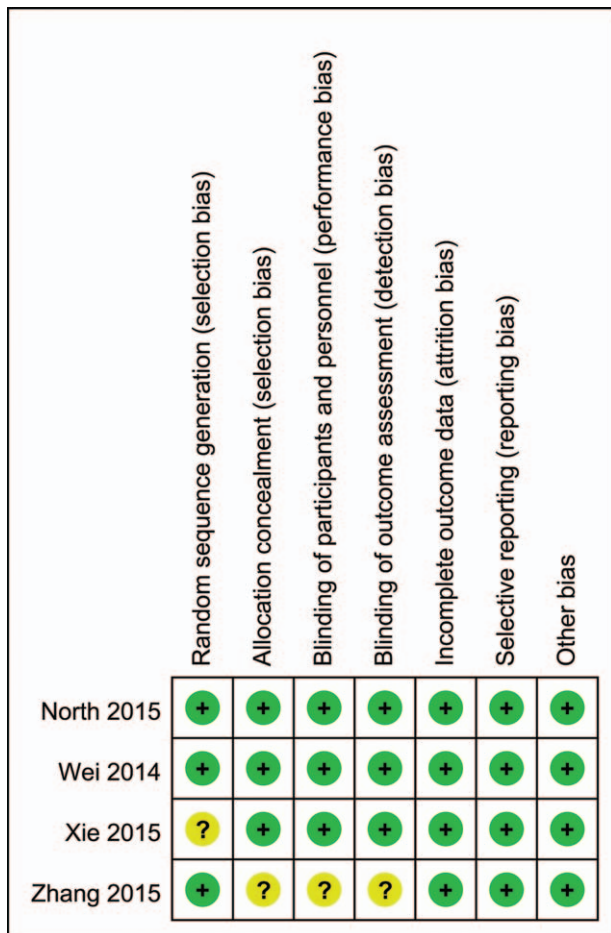 Random sequence generation (selection bias)
Allocation concealment (selection bias)
Blinding of participants and personnel (performance bias)
Blinding of outcome assessment (detection bias)
Incomplete outcome data (attrition bias)
Selective reporting (reporting bias)
Other bias
North 2015 + + + + + + +
Wei 2014 + + + + + + +
Xie 2015 ? + + + + + +
Zhang 2015 + ? ? ? + + +